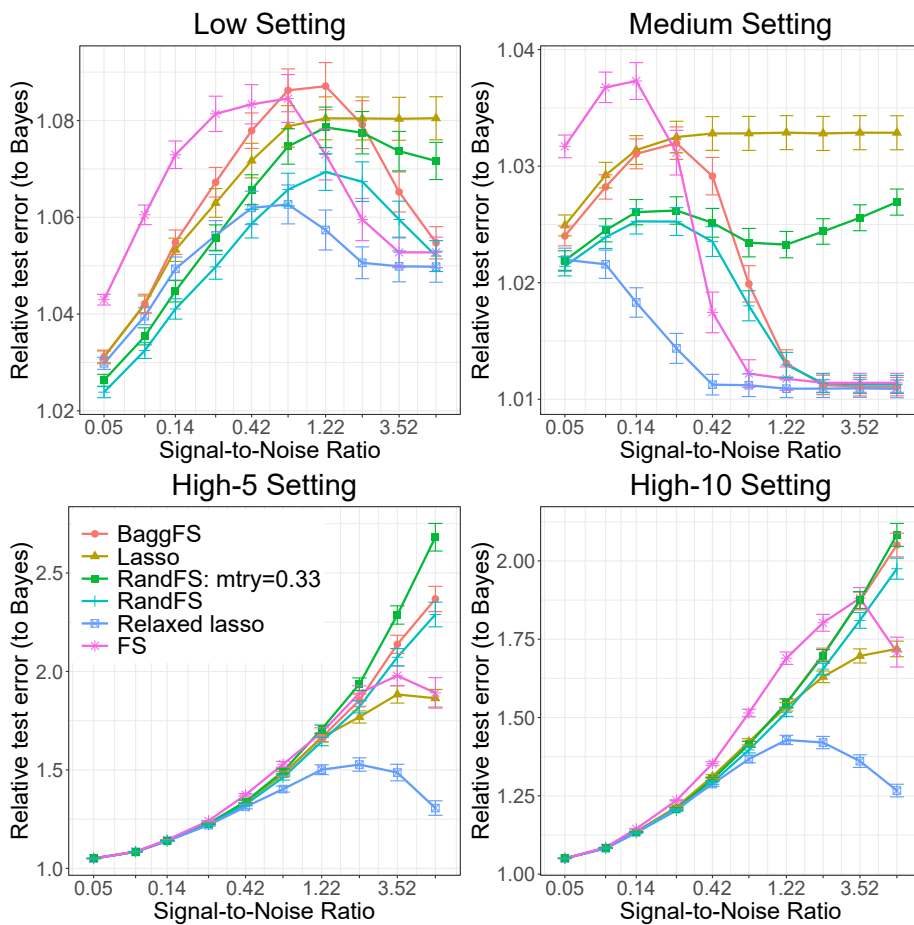 Low Setting
Relative test error (to Bayes)
1.08
1.06
1.04
1.02
0.05 0.14 0.42 1.22 3.52
Signal-to-Noise Ratio
Medium Setting
Relative test error (to Bayes)
1.04
1.03
1.02
1.01
0.05 0.14 0.42 1.22 3.52
Signal-to-Noise Ratio
High-5 Setting
Relative test error (to Bayes)
2.5
2.0
1.5
1.0
BaggFS
Lasso
RandFS: mtry=0.33
RandFS
Relaxed lasso
FS
0.05 0.14 0.42 1.22 3.52
Signal-to-Noise Ratio
High-10 Setting
Relative test error (to Bayes)
2.00
1.75
1.50
1.25
1.00
0.05 0.14 0.42 1.22 3.52
Signal-to-Noise Ratio